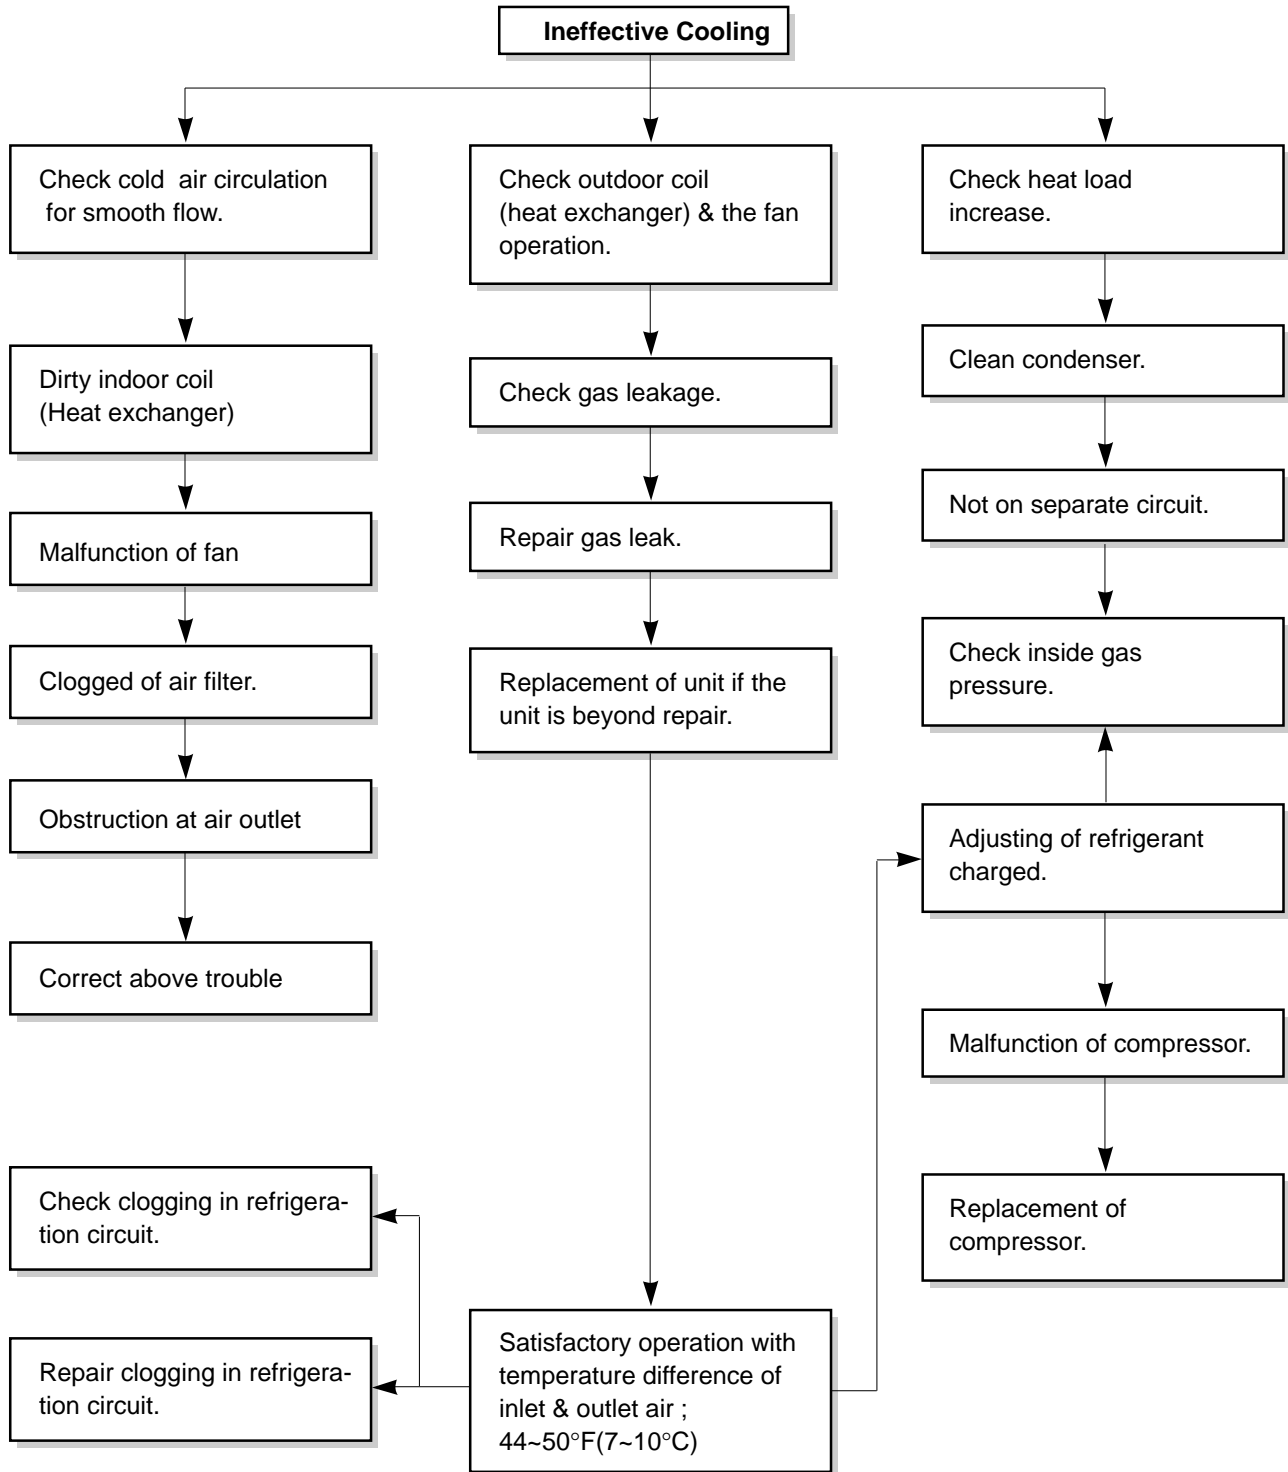 Ineffective Cooling
Check cold air circulation
for smooth flow.
Dirty indoor coil
(Heat exchanger)
Malfunction of fan
Clogged of air filter.
Obstruction at air outlet
Correct above trouble
Check clogging in refrigera-
tion circuit.
Repair clogging in refrigera-
tion circuit.
Check outdoor coil
(heat exchanger) & the fan
operation.
Check gas leakage.
Repair gas leak.
Replacement of unit if the
unit is beyond repair.
Satisfactory operation with
temperature difference of
inlet & outlet air ;
44~50°F(7~10°C)
Check heat load
increase.
Clean condenser.
Not on separate circuit.
Check inside gas
pressure.
Adjusting of refrigerant
charged.
Malfunction of compressor.
Replacement of
compressor.